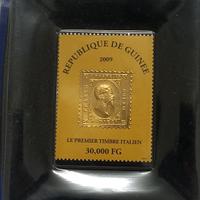 REPUBLIQUE DE GUINEE
2009
LE PREMIER TIMBRE ITALIEN
30.000 FG